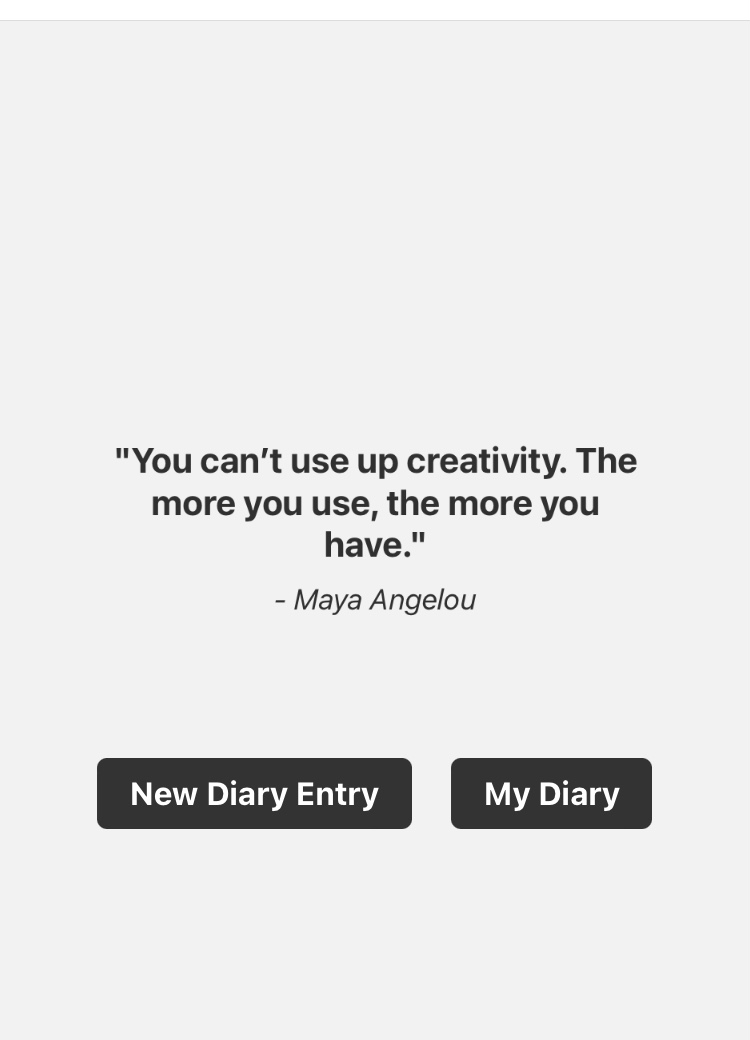 "You can’t use up creativity. The
more you use, the more you
have."
- Maya Angelou
New Diary Entry
My Diary